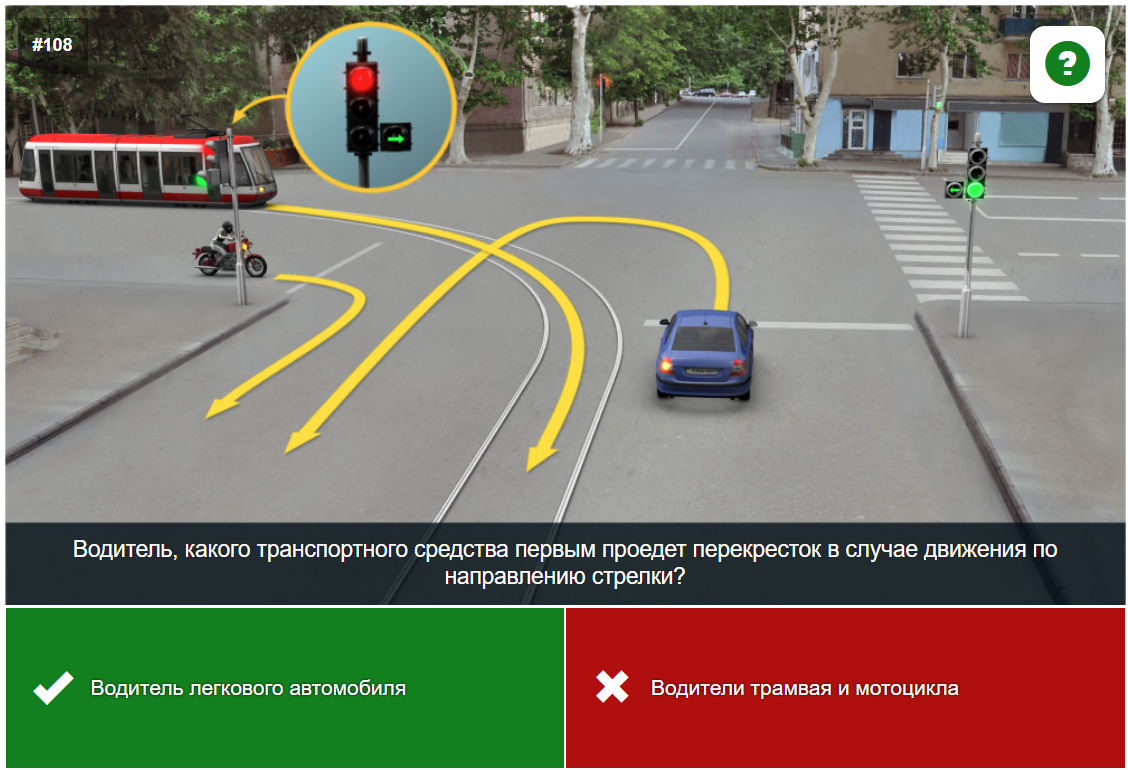 #108
?
Водитель, какого транспортного средства первым проедет перекресток в случае движения по
направлению стрелки?
Водитель легкового автомобиля
Водители трамвая и мотоцикла